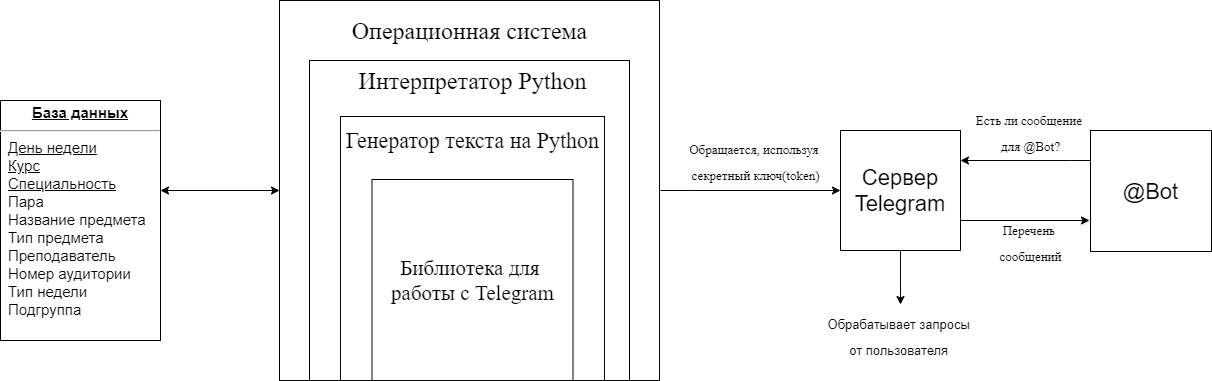 База данных
День недели
Курс
Специальность
Пара
Название предмета
Тип предмета
Преподаватель
Номер аудитории
Тип недели
Подгруппа
Операционная система
Интерпретатор Python
Генератор текста на Python
Библиотека для
работы с Telegram
Обращается, используя
секретный ключ(token)
Сервер
Telegram
Обрабатывает запросы
от пользователя
Есть ли сообщение
для @Bot?
Перечень
сообщений
@Bot